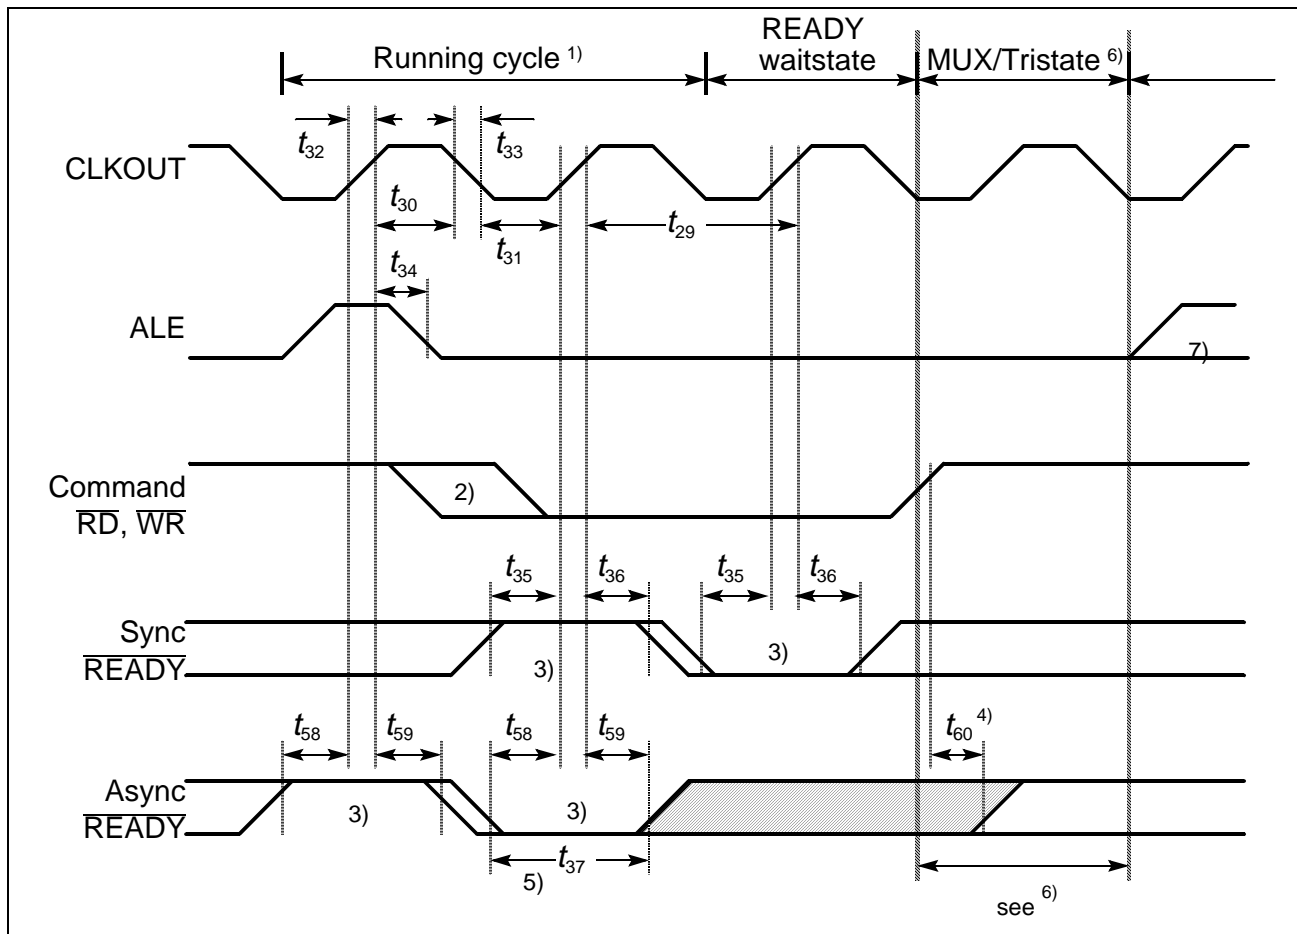 READY
Running cycle 1) waitstate MUX/Tristate 6)
t32 t33
CLKOUT
t30 t29
t31
t34
ALE
7)
Command
RD, WR
2)
t35 t36 t35 t36
Sync
READY
3) 3)
t58 t59 t58 t59 t60 4)
Async
READY
3) 3)
t37
5)
see 6)